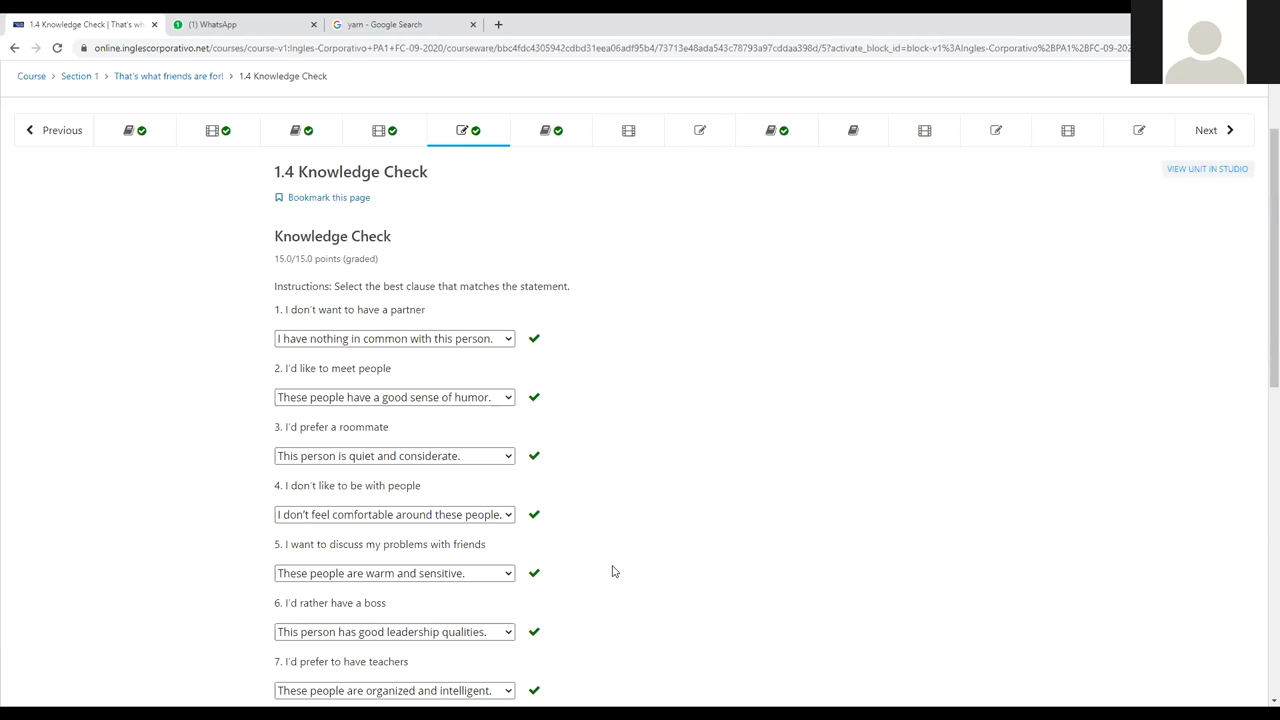 1.4 Knowledge Check | That's wh
(1) WhatsApp
yarn - Google Search
online.inglescorporativo.net/courses/course-v1:Ingles-Corporativo+PA1+FC-09-2020/courseware/bbc4fdc4305942cdbd31eea06adf95b4/73713e48ada543c78793a97cddaa398d/5?activate_block_id=block-v1%3AIngles-Corporativo%2BPA1%2BFC-09-202
Course > Section 1 > That's what friends are for! > 1.4 Knowledge Check
Previous
Next
1.4 Knowledge Check
VIEW UNIT IN STUDIO
Bookmark this page
Knowledge Check
15.0/15.0 points (graded)
Instructions: Select the best clause that matches the statement.
1. I don't want to have a partner
I have nothing in common with this person.
2. I'd like to meet people
These people have a good sense of humor.
3. I'd prefer a roommate
This person is quiet and considerate.
4. I don't like to be with people
I don't feel comfortable around these people.
5. I want to discuss my problems with friends
These people are warm and sensitive.
6. I'd rather have a boss
This person has good leadership qualities.
7. I'd prefer to have teachers
These people are organized and intelligent.